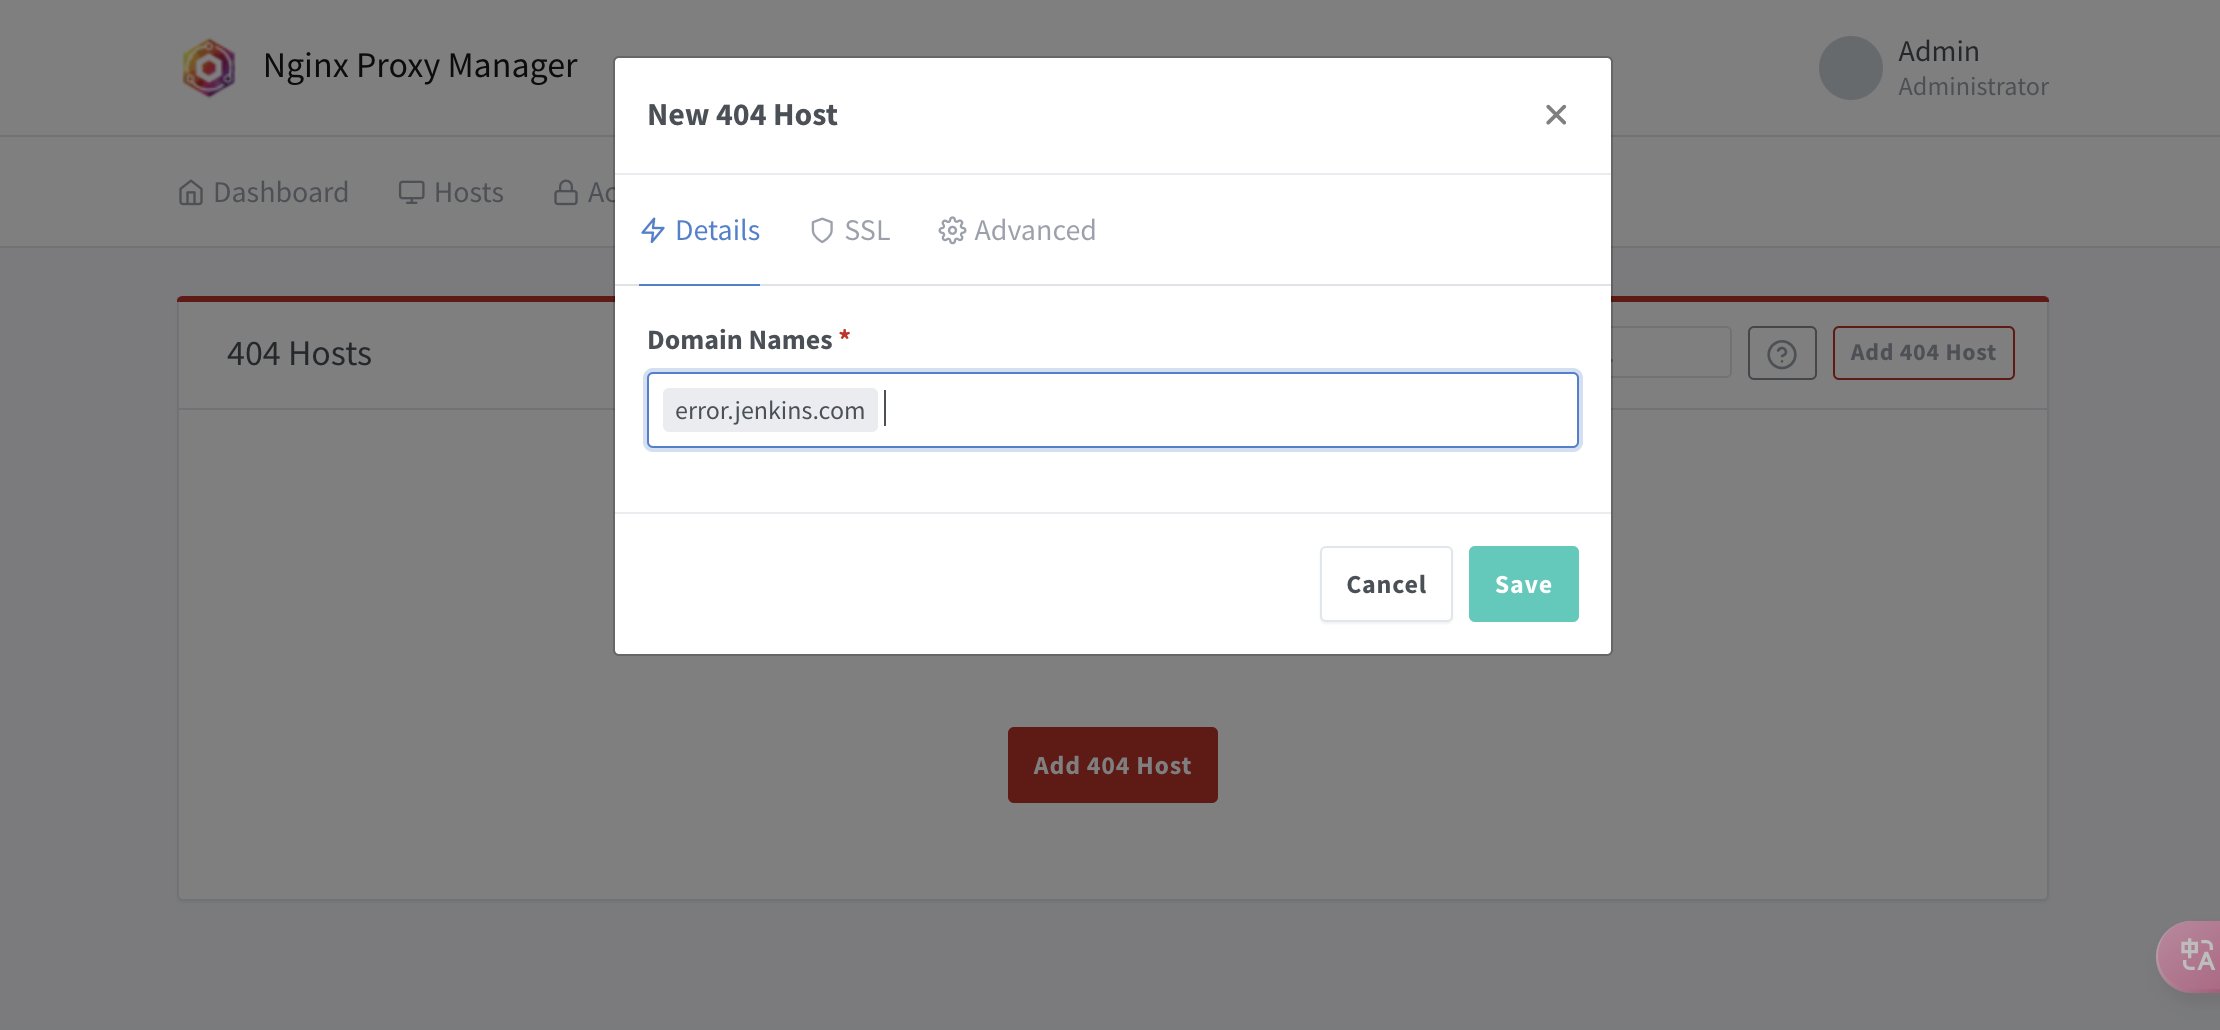 Nginx Proxy Manager
Admin
Administrator
Dashboard
Hosts
Ac
New 404 Host
Details
SSL
Advanced
404 Hosts
Add 404 Host
Domain Names *
error.jenkins.com
Cancel
Save
Add 404 Host